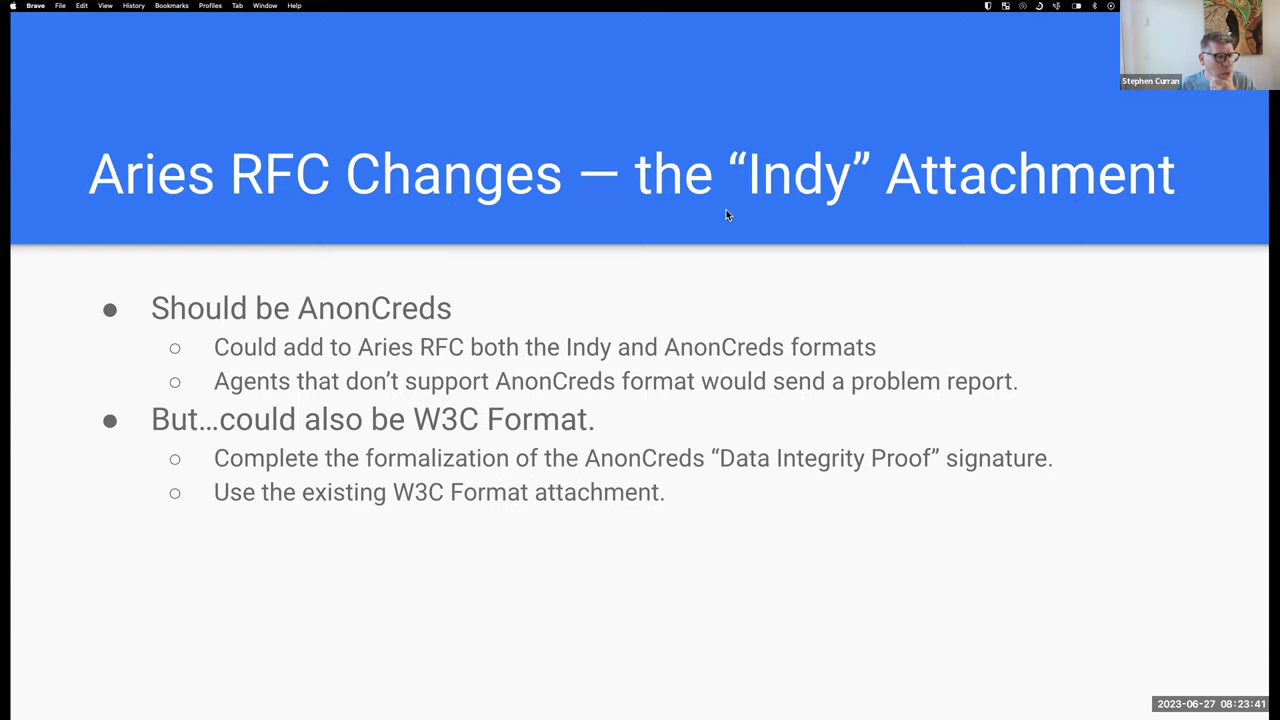 Brave File Edit View History Bookmarks Profiles Tab Window Help
Stephen Curran
Aries RFC Changes — the “Indy” Attachment
● Should be AnonCreds
○ Could add to Aries RFC both the Indy and AnonCreds formats
○ Agents that don’t support AnonCreds format would send a problem report.
● But…could also be W3C Format.
○ Complete the formalization of the AnonCreds “Data Integrity Proof” signature.
○ Use the existing W3C Format attachment.
2023-06-27 08:23:41